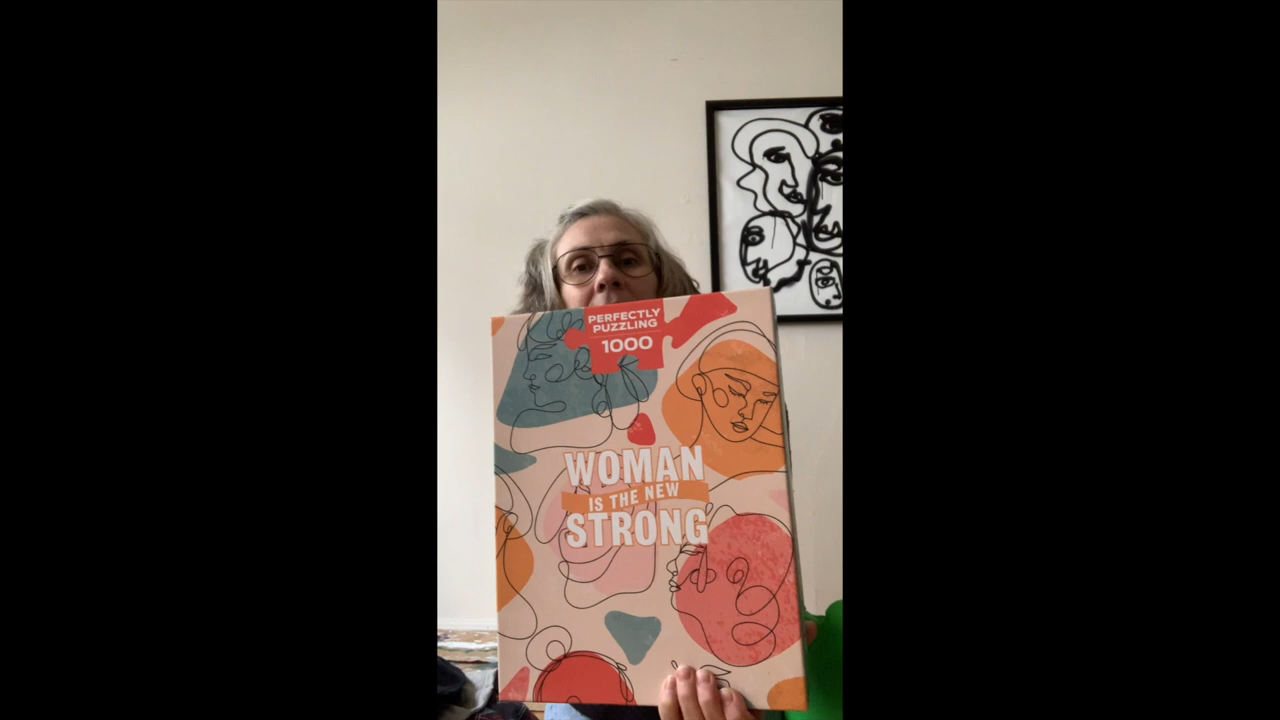 PERFECTLY
PUZZLING
1000
WOMAN
IS THE NEW
STRONG